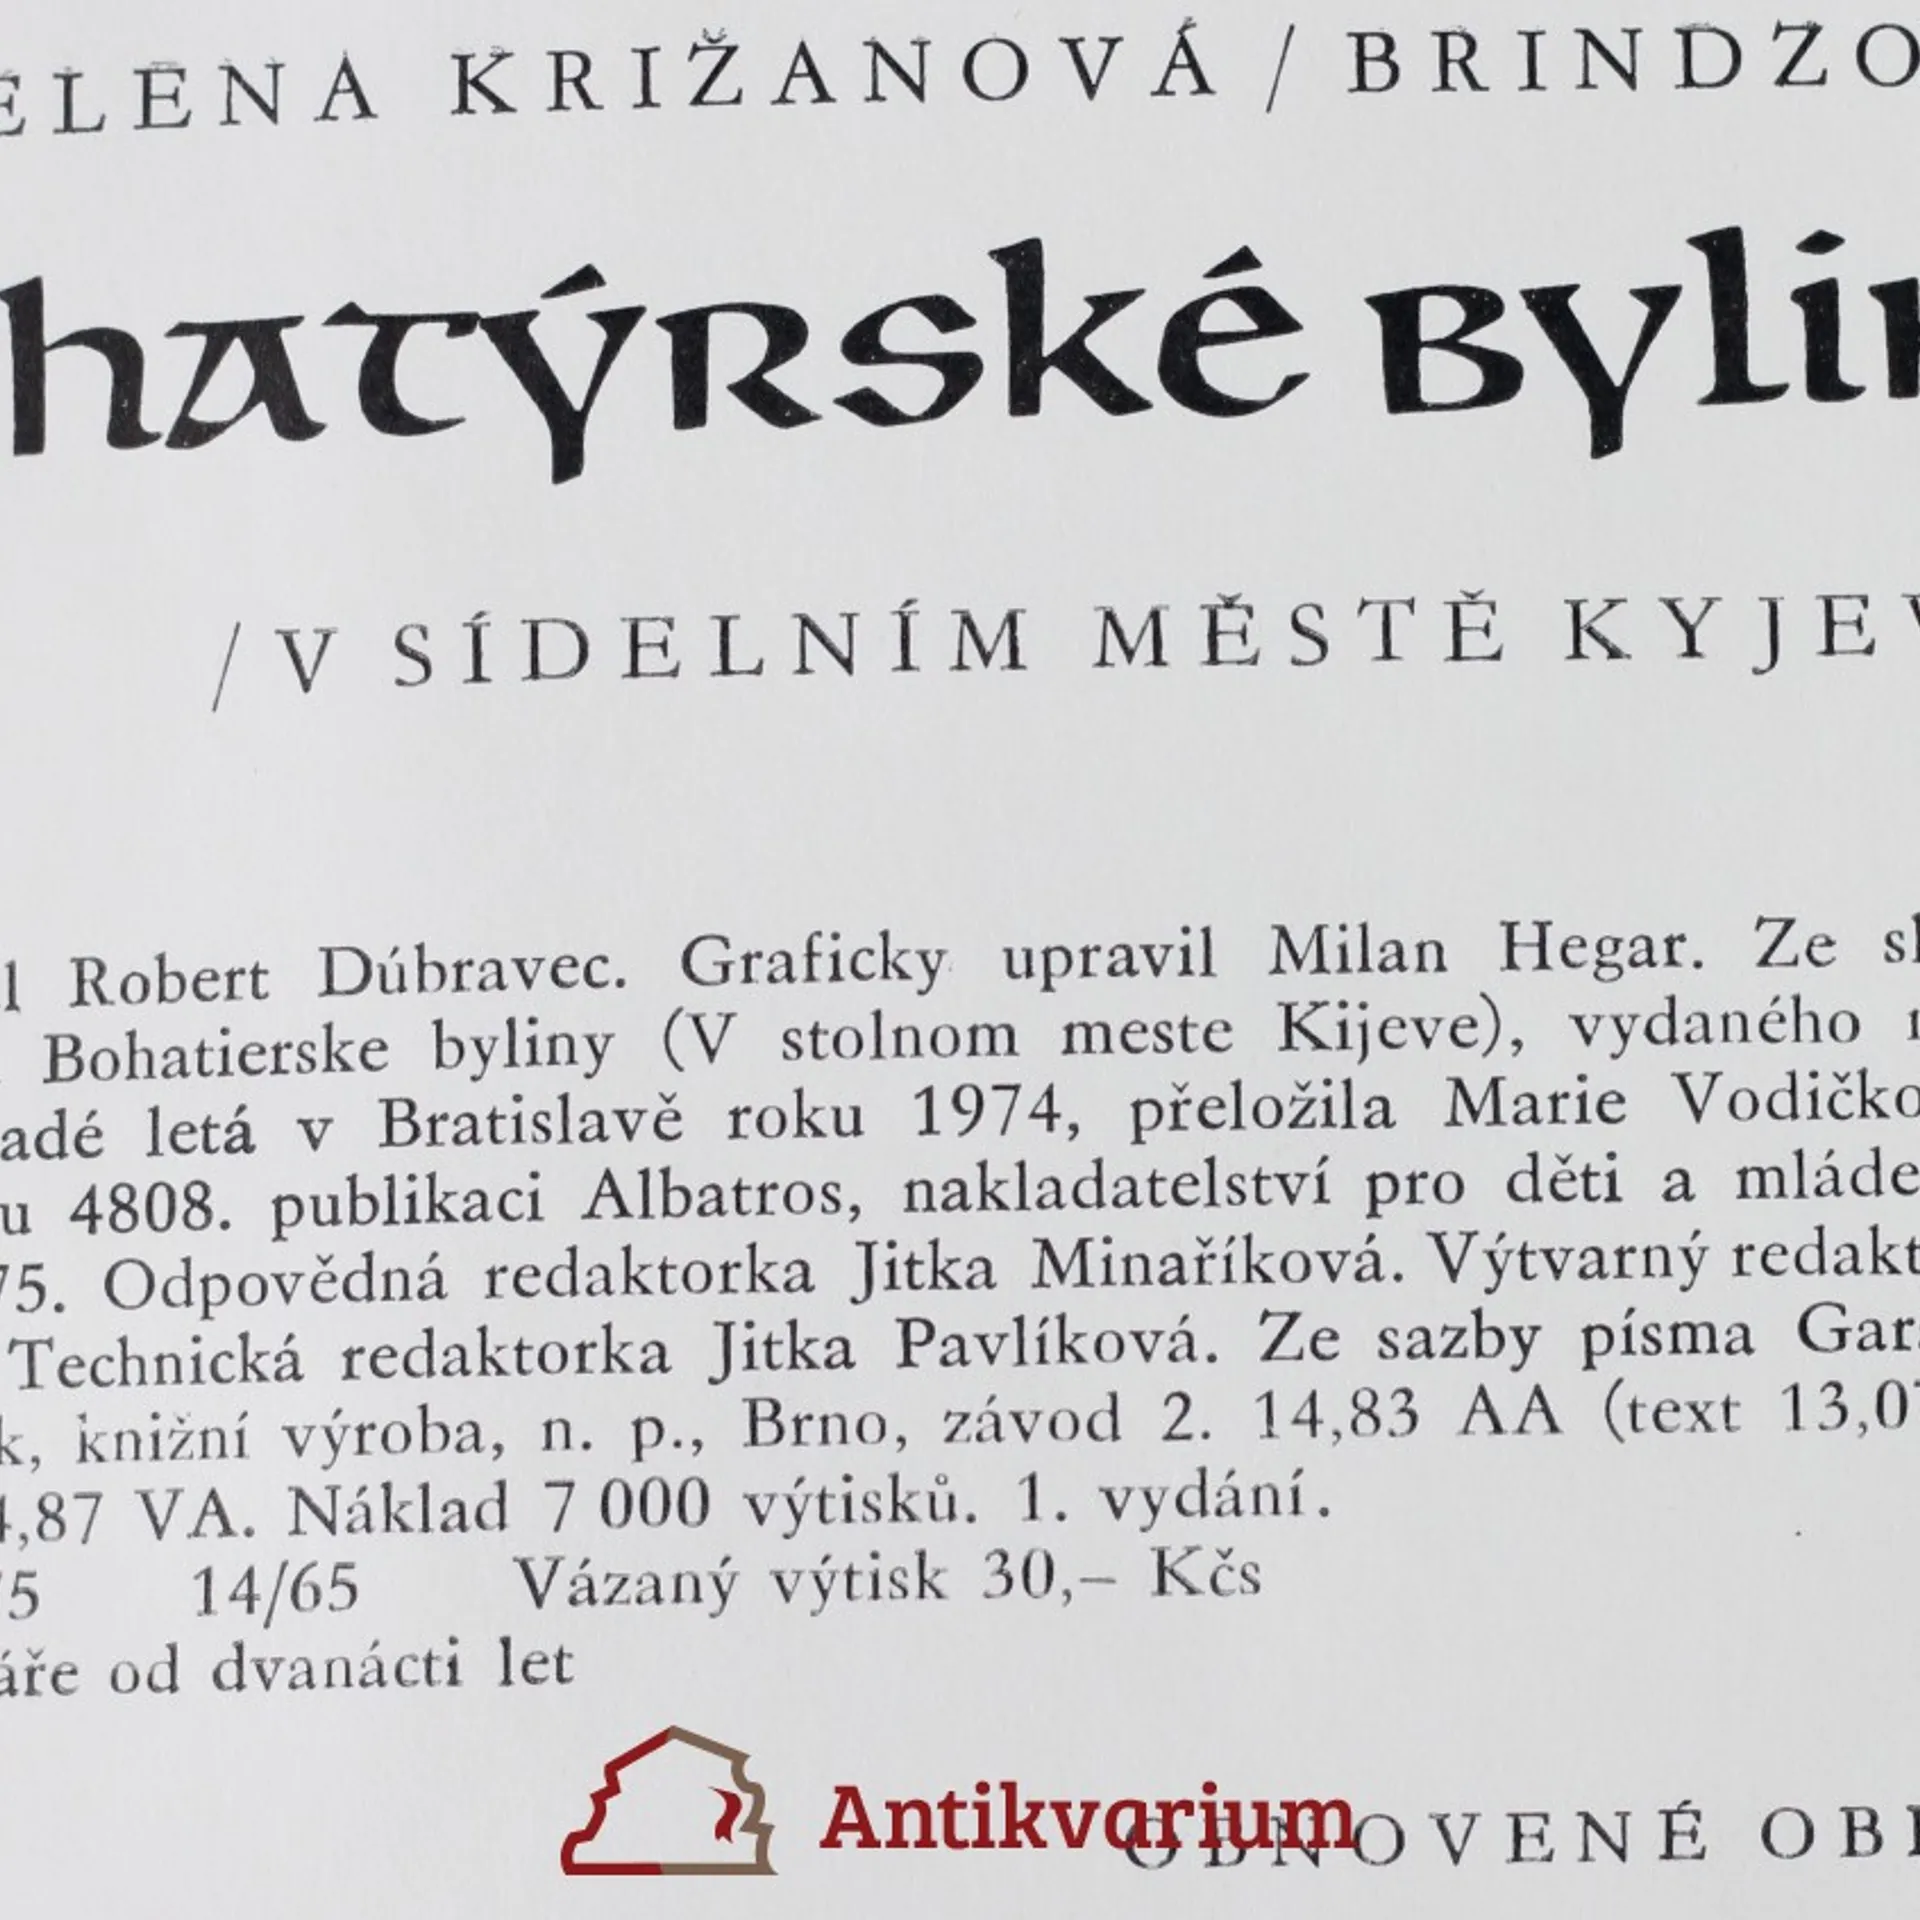 ELENA KRIŽANOVÁ / BRINDZO
hatýrské bylin
/ V SÍDELNÍM MĚSTĚ KYJEV
l Robert Dúbravec. Graficky upravil Milan Hegar. Ze sl
Bohatierske byliny (V stolnom meste Kijeve), vydaného
adé letá v Bratislavě roku 1974, přeložila Marie Vodičko
u 4808. publikaci Albatros, nakladatelství pro děti a mláde
75. Odpovědná redaktorka Jitka Minaříková. Výtvarný redakt
Technická redaktorka Jitka Pavlíková. Ze sazby písma Gar
k, knižní výroba, n. p., Brno, závod 2. 14,83 AA (text 13,07
4,87 VA. Náklad 7 000 výtisků. 1. vydání.
75 14/65 Vázaný výtisk 30,– Kčs
áře od dvanácti let
Antikvarium
OBNOVENÉ OBR